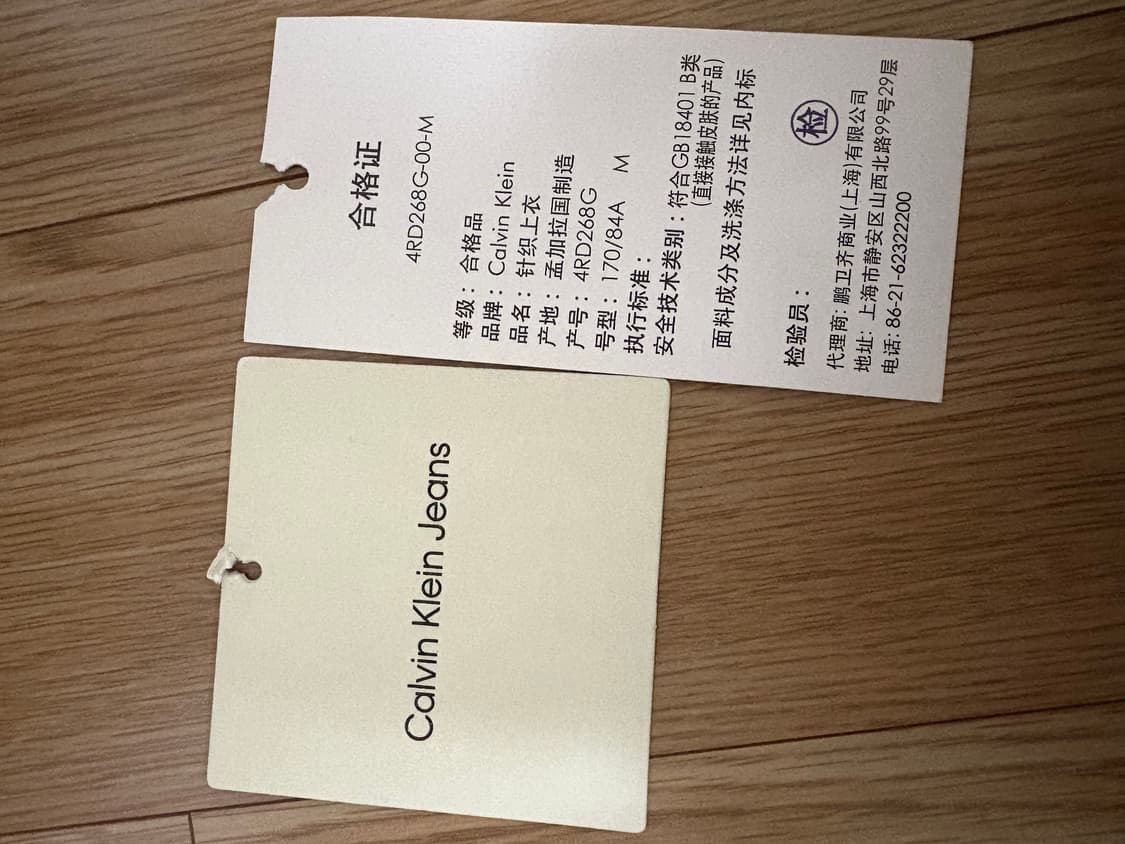 合格证
4RD268G-00-M
等级：合格品
品牌：Calvin Klein
品名：针织上衣
产地：孟加拉国制造
产号：4RD268G
号型：170/84A M
执行标准：
安全技术类别：符合GB18401 B类
(直接接触皮肤的产品)
面料成分及洗涤方法详见内标
检验员： 检
代理商: 鹏卫齐商业(上海)有限公司
地址: 上海市静安区山西北路99号29层
电话: 86-21-62322200
Calvin Klein Jeans